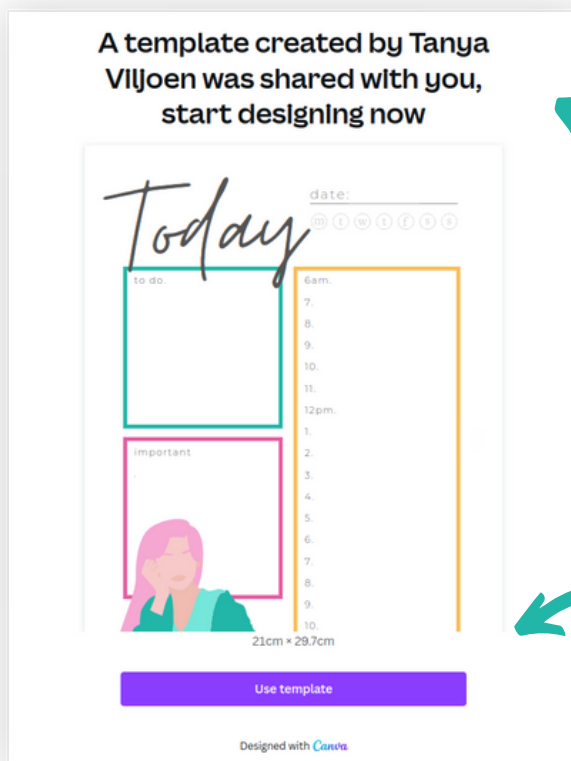 A template created by Tanya
Viljoen was shared with you,
start designing now
Today
date:
m t w t f s s
to do.
important
.
6am.
7.
8.
9.
10.
11.
12pm.
1.
2.
3.
4.
5.
6.
7.
8.
9.
10.
21cm × 29.7cm
Use template
Designed with Canva